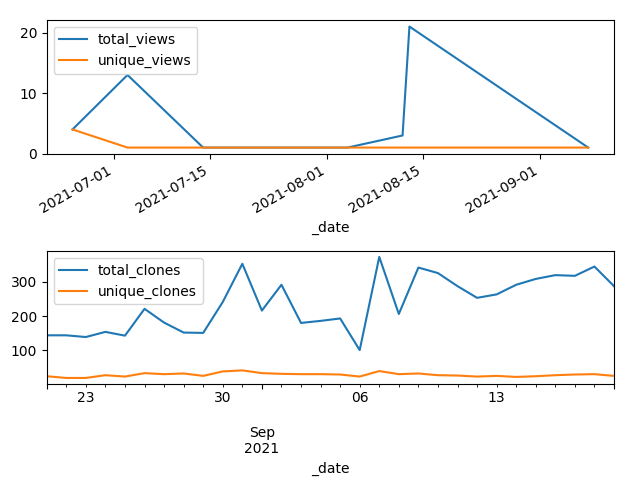 20
total_views
unique_views
10
0
2021-07-01
2021-07-15
2021-08-01
2021-08-15
2021-09-01
_date
total_clones
unique_clones
300
200
100
23
30
06
13
Sep
2021
_date